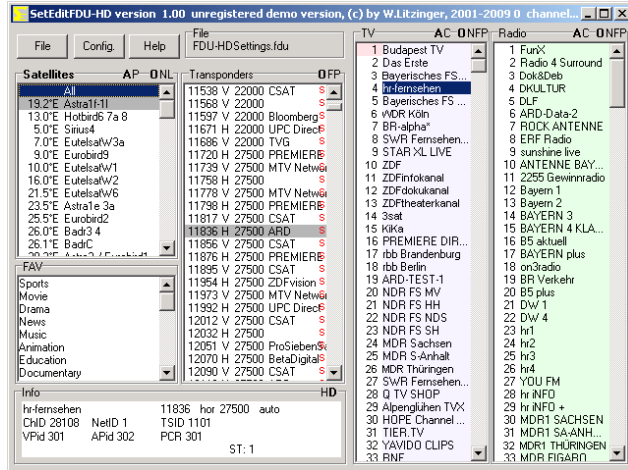 SetEditFDU-HD version 1.00 unregistered demo version, (c) by W.Litzinger, 2001-2009 0 channel...
File
Config.
Help
File
FDU-HDSettings.fdu
Satellites AP ONL
All
19.2°E Astra1f-1l
13.0°E Hotbird6 7a 8
5.0°E Sirius4
7.0°E EutelsatW3a
9.0°E Eurobird9
10.0°E EutelsatW1
16.0°E EutelsatW2
21.5°E EutelsatW6
23.5°E Astra1e 3a
25.5°E Eurobird2
26.0°E Badr3 4
26.1°E BadrC
FAV
Sports
Movie
Drama
News
Music
Animation
Education
Documentary
Transponders OFP
11538 V 22000 CSAT S
11568 V 22000 S
11597 V 22000 Bloomberg S
11671 H 22000 UPC Direct S
11686 V 22000 TVG S
11720 H 27500 PREMIERE S
11739 V 27500 MTV Networ S
11758 H 27500 S
11778 V 27500 MTV Networ S
11798 H 27500 PREMIERE S
11817 V 27500 CSAT S
11836 H 27500 ARD S
11856 V 27500 CSAT S
11876 H 27500 PREMIERE S
11895 V 27500 CSAT S
11954 H 27500 ZDFvision S
11973 V 27500 MTV Networ S
11992 H 27500 UPC Direct S
12012 V 27500 CSAT S
12032 H 27500 S
12051 V 27500 ProSiebenSa S
12070 H 27500 BetaDigital S
12090 V 27500 CSAT S
Info HD
hr-fernsehen 11836 hor 27500 auto
ChID 28108 NetID 1 TSID 1101
VPid 301 APid 302 PCR 301
ST: 1
TV AC ONFP
1 Budapest TV
2 Das Erste
3 Bayerisches FS...
4 hr-fernsehen
5 Bayerisches FS ...
6 WDR Köln
7 BR-alpha*
8 SWR Fernsehen...
9 STAR XL LIVE
10 ZDF
11 ZDFinfokanal
12 ZDFdokukanal
13 ZDFtheaterkanal
14 3sat
15 KiKa
16 PREMIERE DIR...
17 rbb Brandenburg
18 rbb Berlin
19 ARD-TEST-1
20 NDR FS MV
21 NDR FS HH
22 NDR FS NDS
23 NDR FS SH
24 MDR Sachsen
25 MDR S-Anhalt
26 MDR Thüringen
27 SWR Fernsehen...
28 Q TV SHOP
29 Alpenglühen TVX
30 HOPE Channel ...
31 TIER.TV
32 YAVIDO CLIPS
33 RNF
Radio AC ONFP
1 FunX
2 Radio 4 Surround
3 Dok&Deb
4 DKULTUR
5 DLF
6 ARD-Data-2
7 ROCK ANTENNE
8 ERF Radio
9 sunshine live
10 ANTENNE BAY...
11 2255 Gewinnradio
12 Bayern 1
13 Bayern 2
14 BAYERN 3
15 BAYERN 4 KLA...
16 B5 aktuell
17 BAYERN plus
18 on3radio
19 BR Verkehr
20 B5 plus
21 DW 1
22 DW 4
23 hr1
24 hr2
25 hr3
26 hr4
27 YOU FM
28 hr iNFO
29 hr iNFO +
30 MDR1 SACHSEN
31 MDR1 SA-ANH...
32 MDR1 THÜRINGEN
33 MDR FIGARO